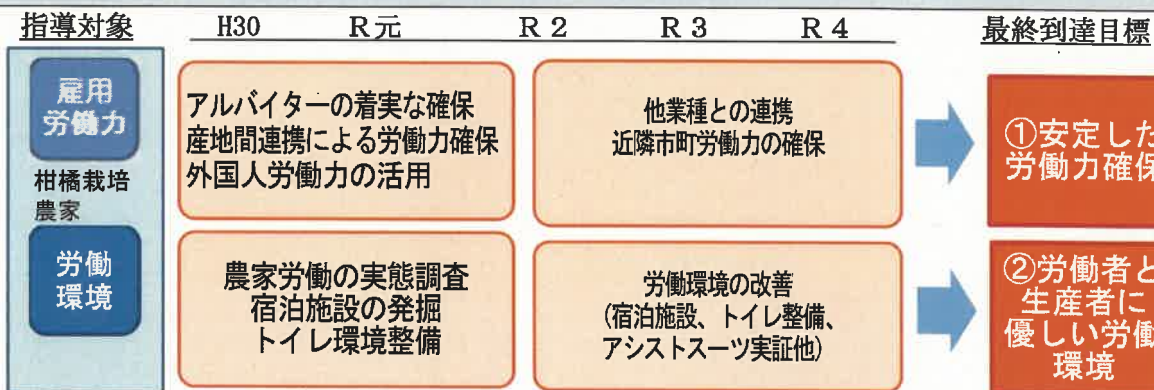 指導対象
H30 R元 R2 R3 R4
最終到達目標
雇用
労働力
柑橘栽培
農家
労働
環境
アルバイターの着実な確保
産地間連携による労働力確保
外国人労働力の活用
他業種との連携
近隣市町労働力の確保
①安定した
労働力確保
農家労働の実態調査
宿泊施設の発掘
トイレ環境整備
労働環境の改善
(宿泊施設、トイレ整備、
アシストスーツ実証他)
②労働者と
生産者に
優しい労働
環境